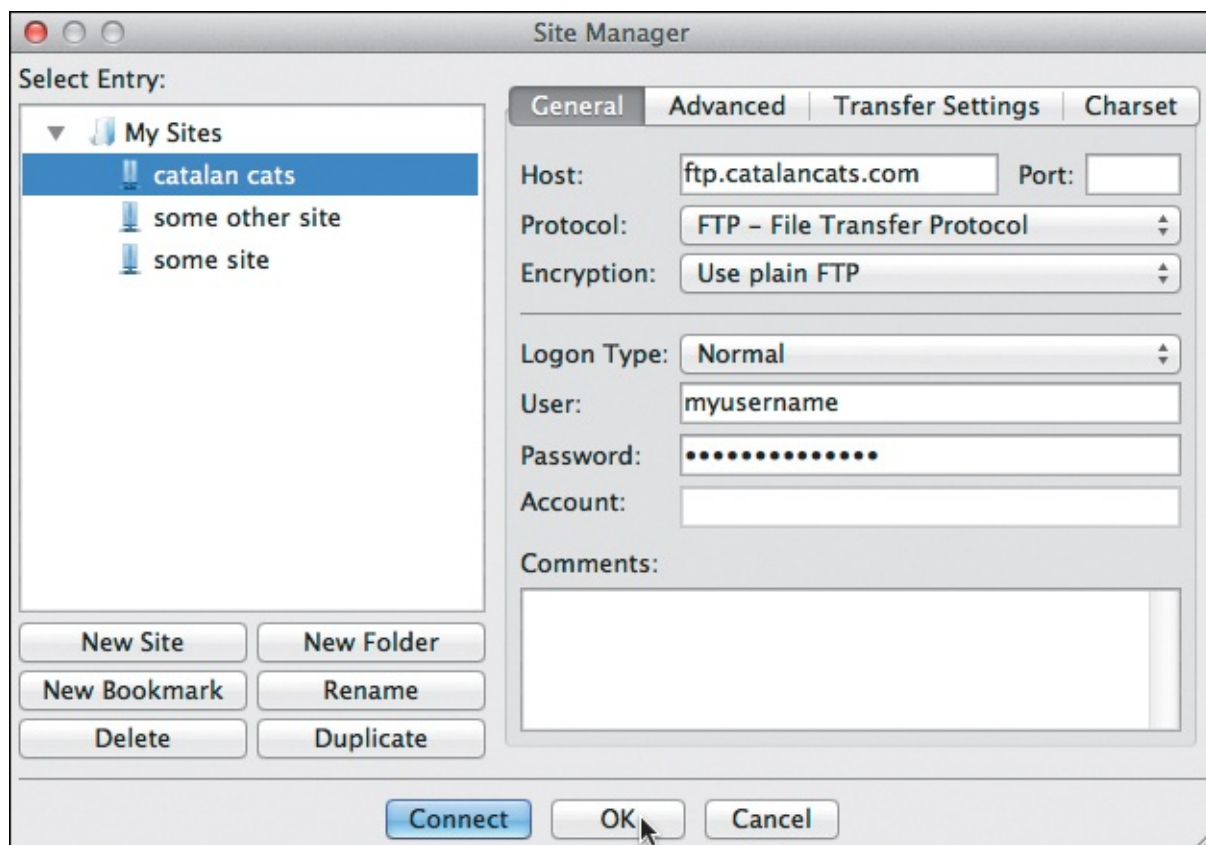 Site Manager
Select Entry:
My Sites
catalan cats
some other site
some site
New Site New Folder
New Bookmark Rename
Delete Duplicate
General Advanced Transfer Settings Charset
Host: ftp.catalancats.com Port:
Protocol: FTP – File Transfer Protocol
Encryption: Use plain FTP
Logon Type: Normal
User: myusername
Password: ••••••••••••••
Account:
Comments:
Connect OK Cancel